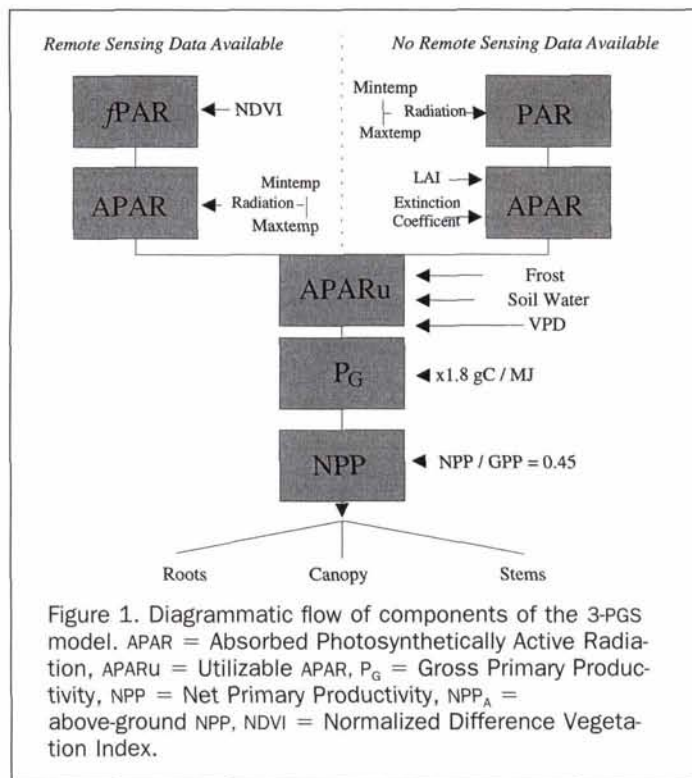 Remote Sensing Data Available
No Remote Sensing Data Available
fPAR
NDVI
Mintemp
Radiation
Maxtemp
PAR
APAR
Mintemp
Radiation
Maxtemp
LAI
Extinction
Coefficent
APAR
APARu
Frost
Soil Water
VPD
PG
x1.8 gC / MJ
NPP
NPP / GPP = 0.45
Roots
Canopy
Stems
Figure 1. Diagrammatic flow of components of the 3-PGS
model. APAR = Absorbed Photosynthetically Active Radia-
tion, APARu = Utilizable APAR, PG = Gross Primary Produc-
tivity, NPP = Net Primary Productivity, NPPA =
above-ground NPP, NDVI = Normalized Difference Vegeta-
tion Index.